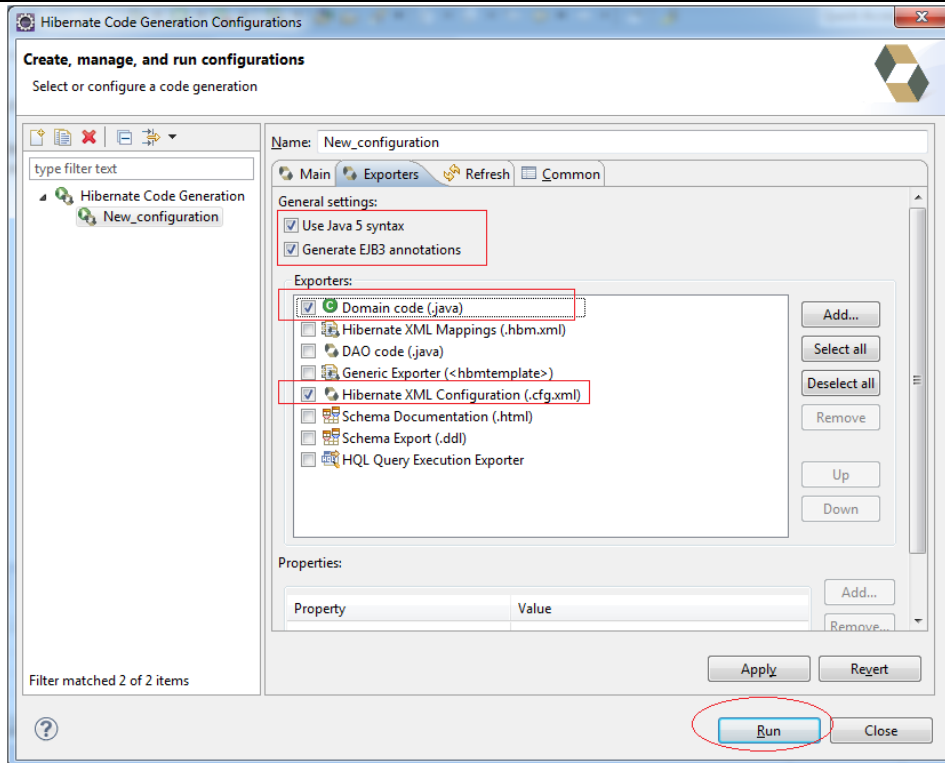 Hibernate Code Generation Configurations
Create, manage, and run configurations
Select or configure a code generation
type filter text
Hibernate Code Generation
New_configuration
Filter matched 2 of 2 items
Name: New_configuration
Main Exporters Refresh Common
General settings:
Use Java 5 syntax
Generate EJB3 annotations
Exporters:
Domain code (.java)
Hibernate XML Mappings (.hbm.xml)
DAO code (.java)
Generic Exporter (<hbmtemplate>)
Hibernate XML Configuration (.cfg.xml)
Schema Documentation (.html)
Schema Export (.ddl)
HQL Query Execution Exporter
Add...
Select all
Deselect all
Remove
Up
Down
Properties:
Property Value
Add...
Remove...
Apply Revert
Run Close